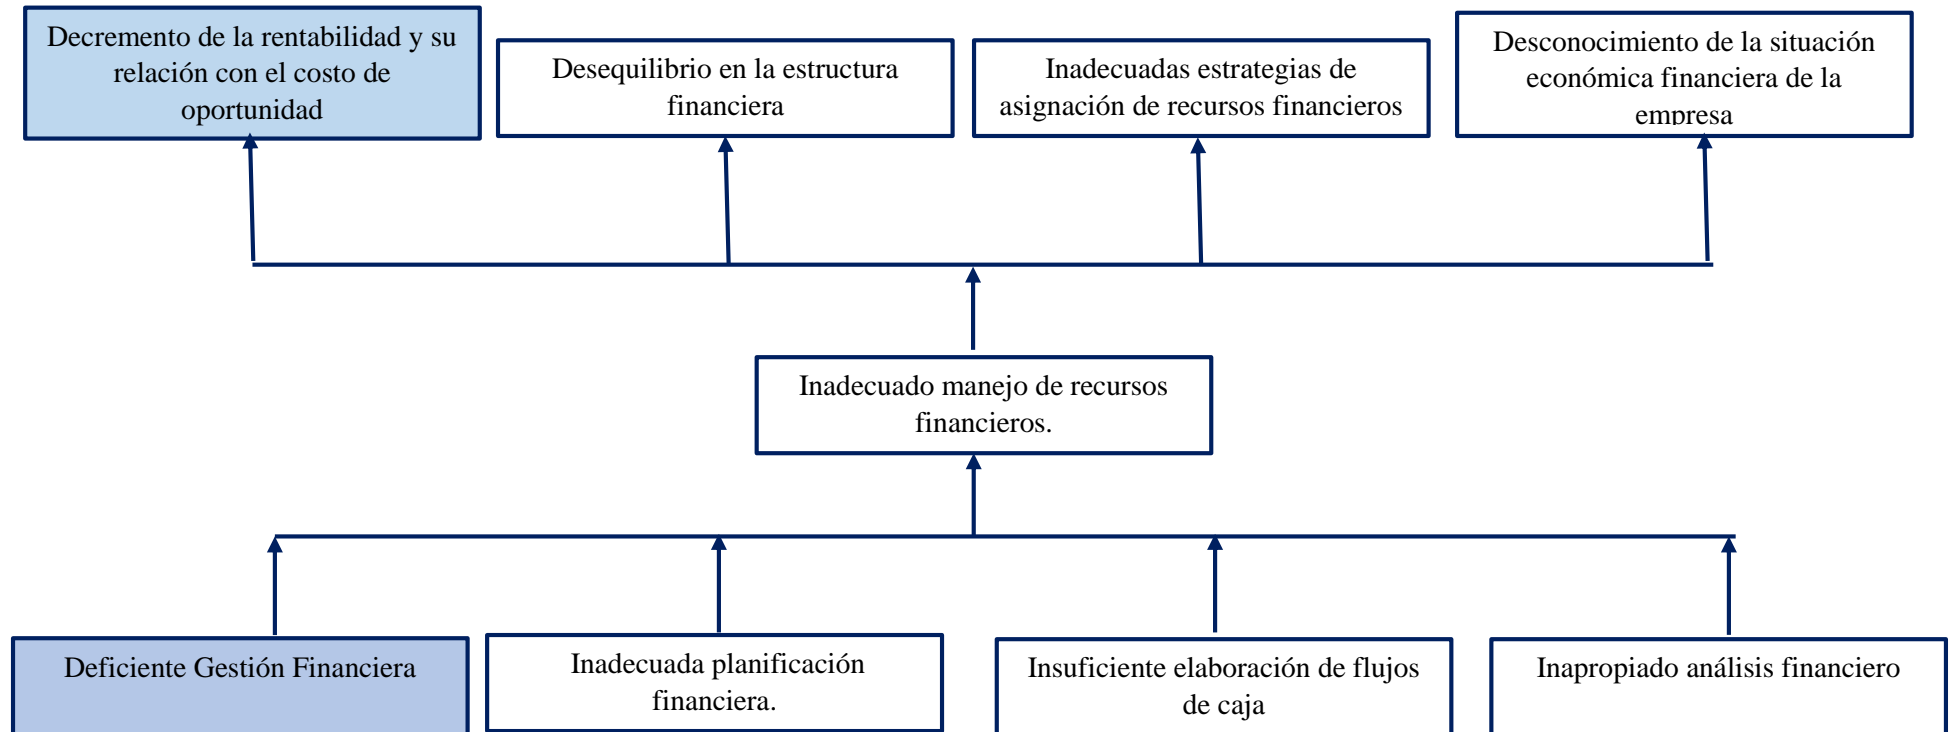 Decremento de la rentabilidad y su
relación con el costo de
oportunidad
Desequilibrio en la estructura
financiera
Inadecuadas estrategias de
asignación de recursos financieros
Desconocimiento de la situación
económica financiera de la
empresa
Inadecuado manejo de recursos
financieros.
Deficiente Gestión Financiera
Inadecuada planificación
financiera.
Insuficiente elaboración de flujos
de caja
Inapropiado análisis financiero